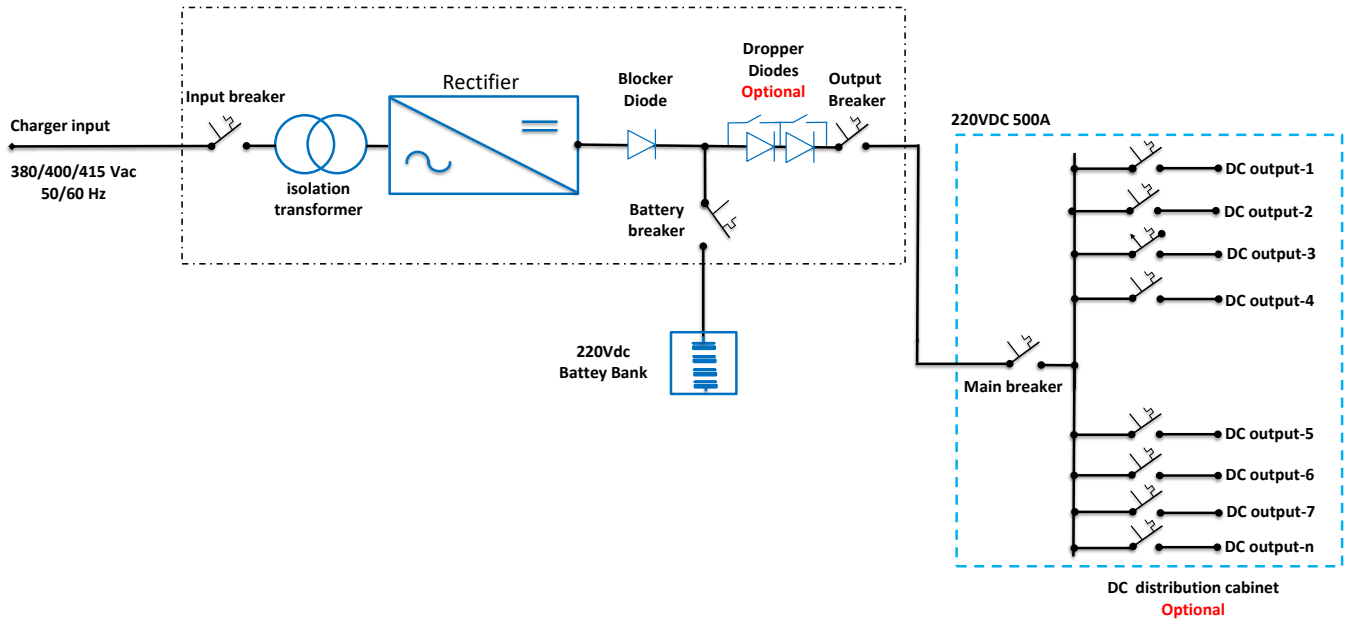 Charger input
380/400/415 Vac
50/60 Hz
Input breaker
isolation
transformer
Rectifier
Blocker
Diode
Dropper
Diodes
Optional
Output
Breaker
Battery
breaker
220Vdc
Battey Bank
220VDC 500A
Main breaker
DC output-1
DC output-2
DC output-3
DC output-4
DC output-5
DC output-6
DC output-7
DC output-n
DC distribution cabinet
Optional